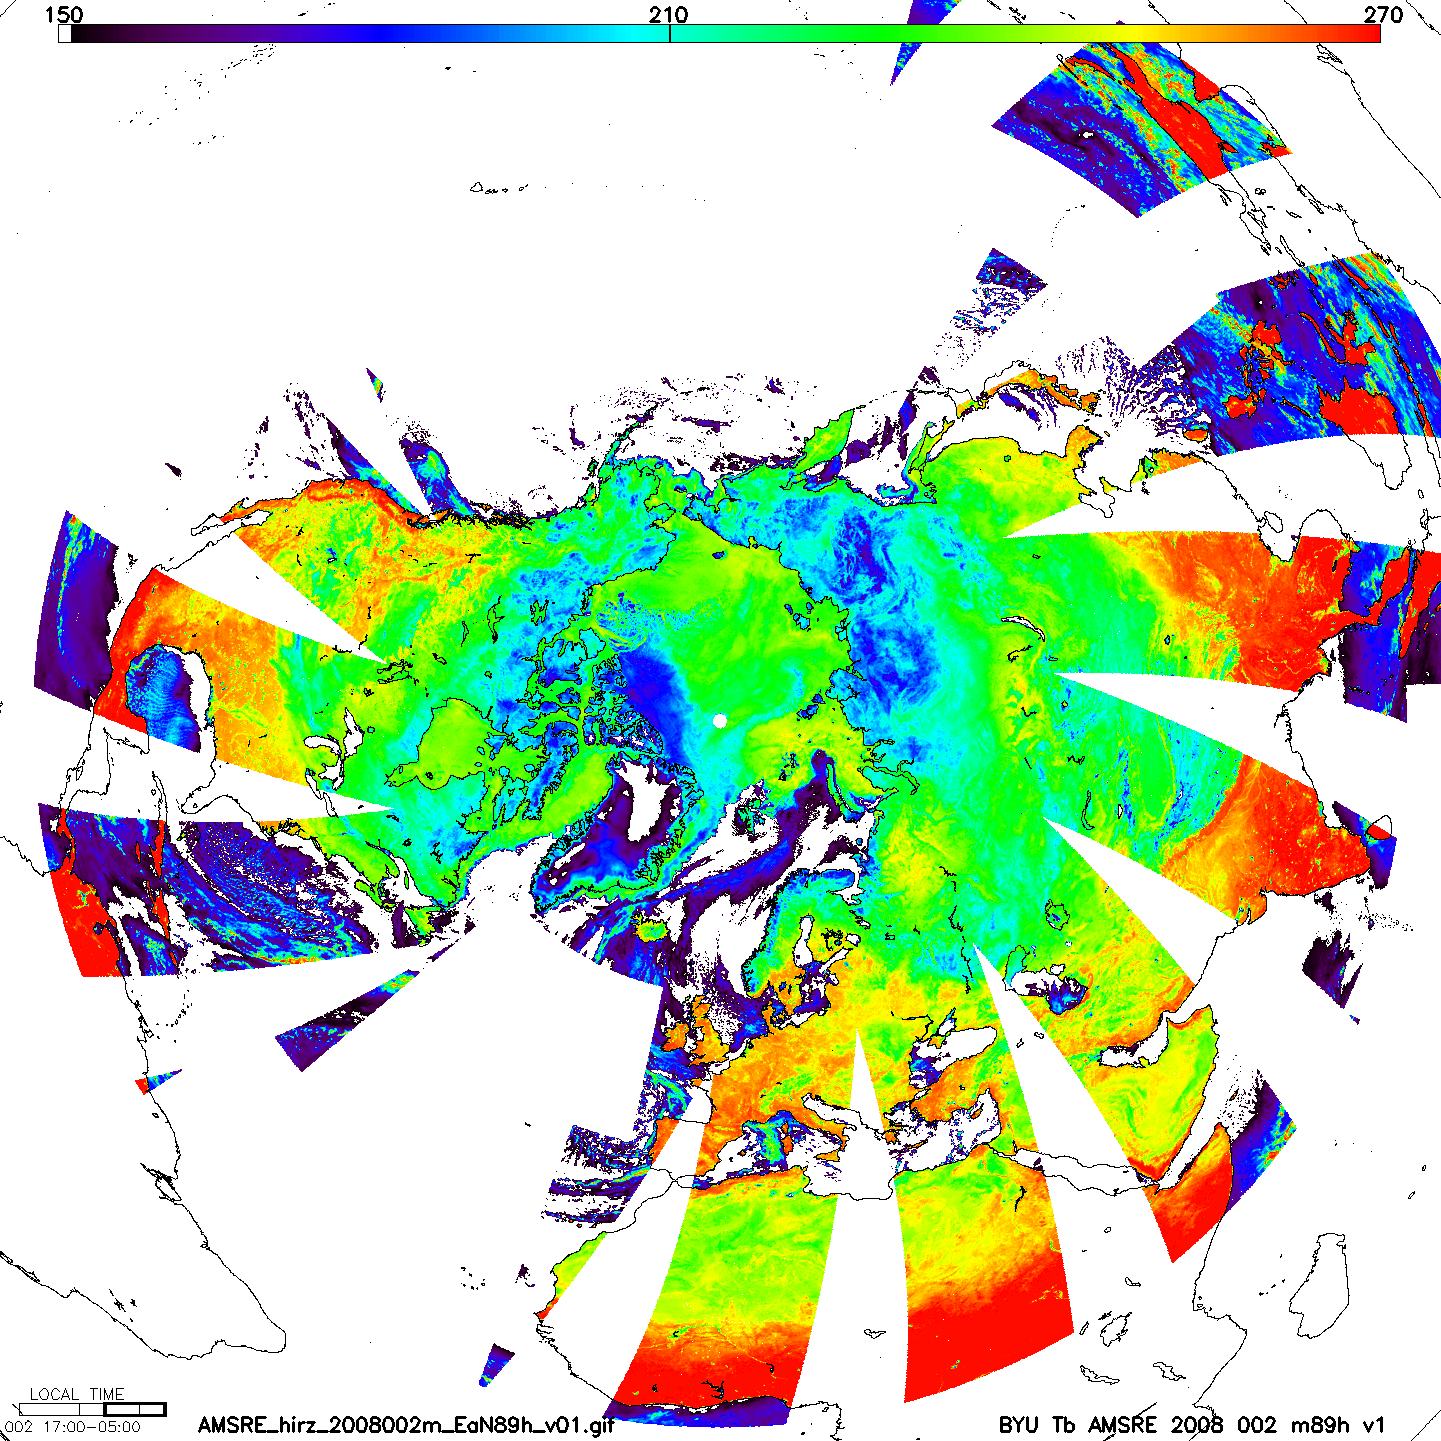 150 210 270
LOCAL TIME
002 17:00-05:00
AMSRE_hirz_2008002m_EaN89h_v01.gif
BYU Tb AMSRE 2008 002 m89h v1